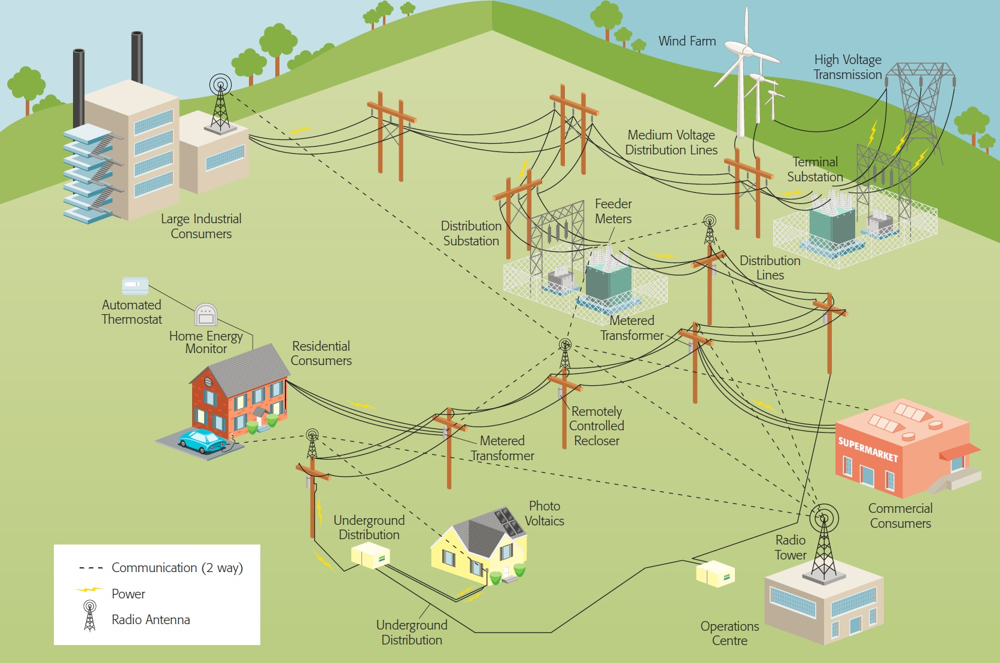 Wind Farm
High Voltage
Transmission
Medium Voltage
Distribution Lines
Terminal
Substation
Large Industrial
Consumers
Distribution
Substation
Feeder
Meters
Distribution
Lines
Automated
Thermostat
Home Energy
Monitor
Residential
Consumers
Metered
Transformer
Remotely
Controlled
Recloser
Metered
Transformer
SUPERMARKET
Commercial
Consumers
Photo
Voltaics
Underground
Distribution
Radio
Tower
Communication (2 way)
Power
Radio Antenna
Underground
Distribution
Operations
Centre